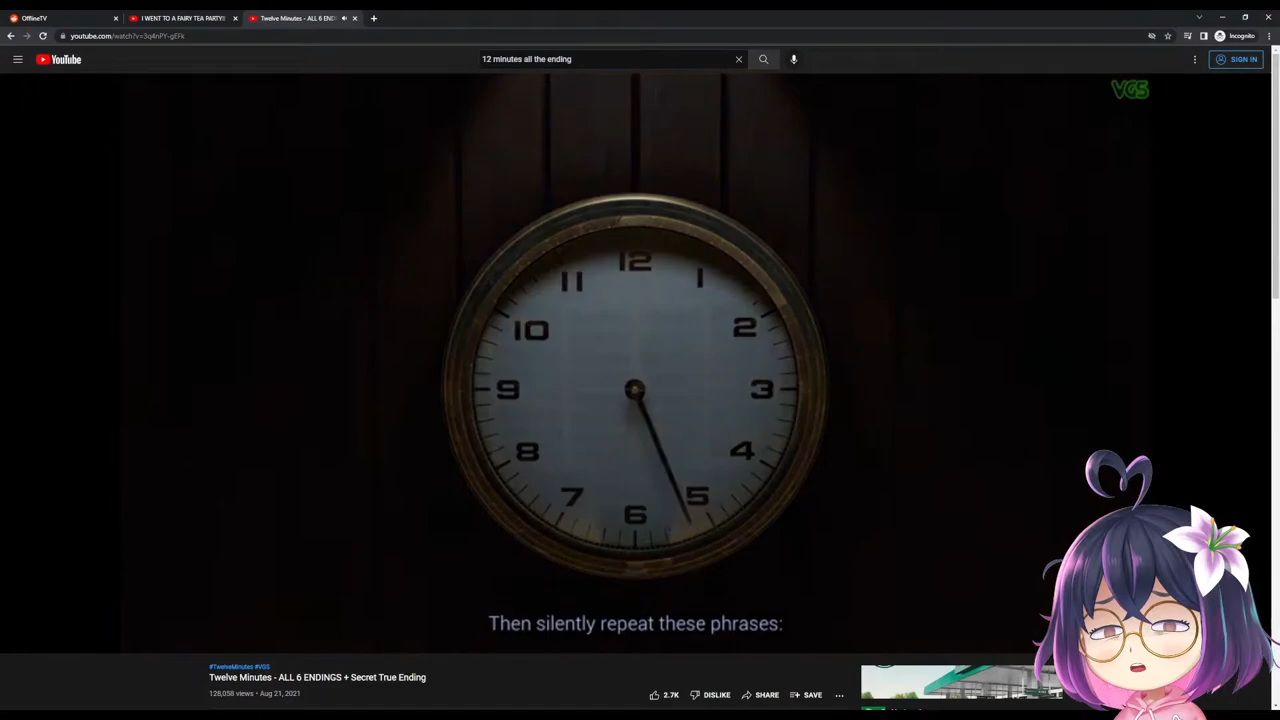 OfflineTV
I WENT TO A FAIRY TEA PARTY!!
Twelve Minutes - ALL 6 ENDI
youtube.com/watch?v=3q4nPY-gEFk
Incognito
YouTube
12 minutes all the ending
SIGN IN
VGS
12
1
2
3
4
5
6
7
8
9
10
11
Then silently repeat these phrases:
#TwelveMinutes #VGS
Twelve Minutes - ALL 6 ENDINGS + Secret True Ending
128,058 views • Aug 21, 2021
2.7K
DISLIKE
SHARE
SAVE